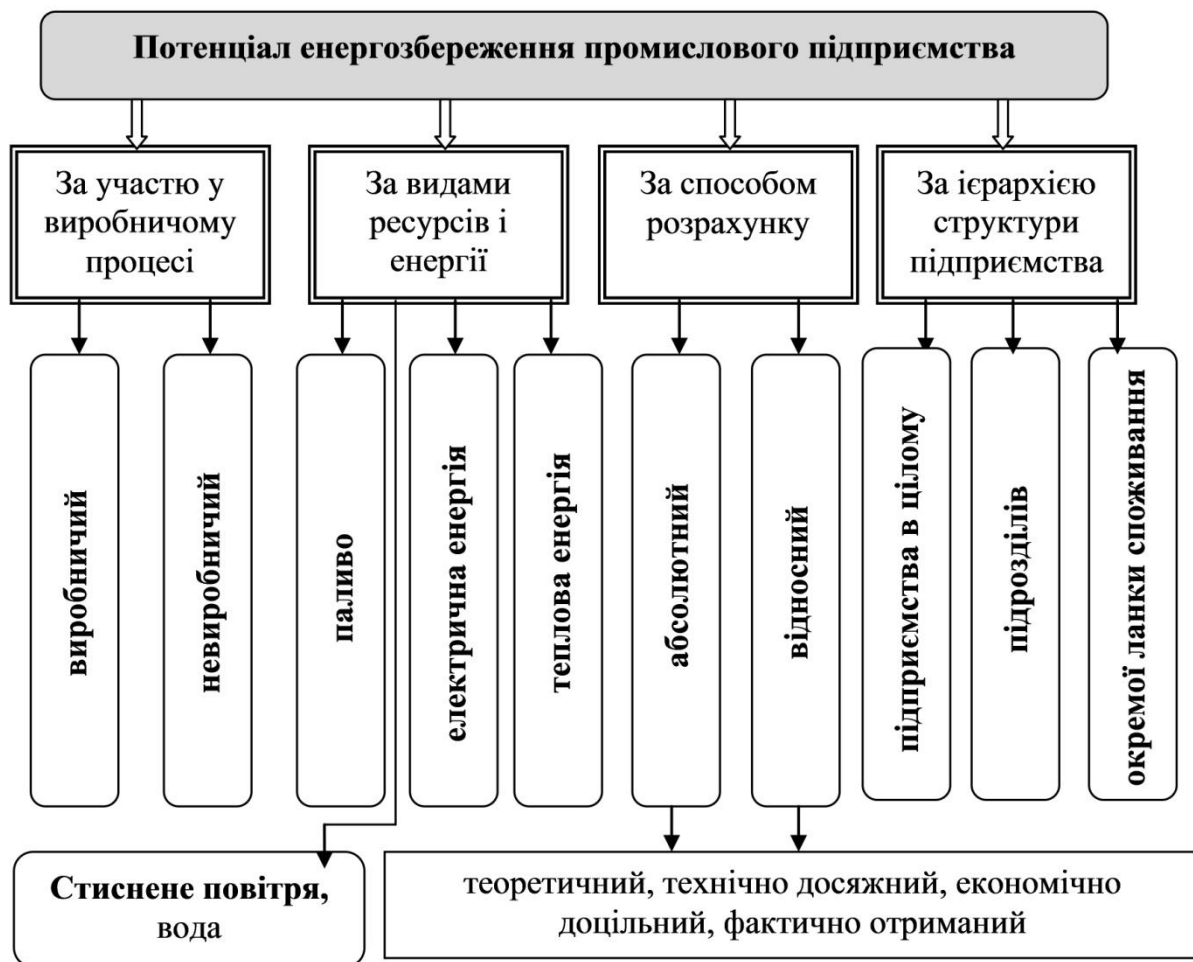 Потенціал енергозбереження промислового підприємства
За участю у
виробничому
процесі
За видами
ресурсів і
енергії
За способом
розрахунку
За ієрархією
структури
підприємства
виробничий
невиробничий
паливо
електрична енергія
теплова енергія
абсолютний
відносний
підприємства в цілому
підрозділів
окремої ланки споживання
Стиснене повітря,
вода
теоретичний, технічно досяжний, економічно
доцільний, фактично отриманий